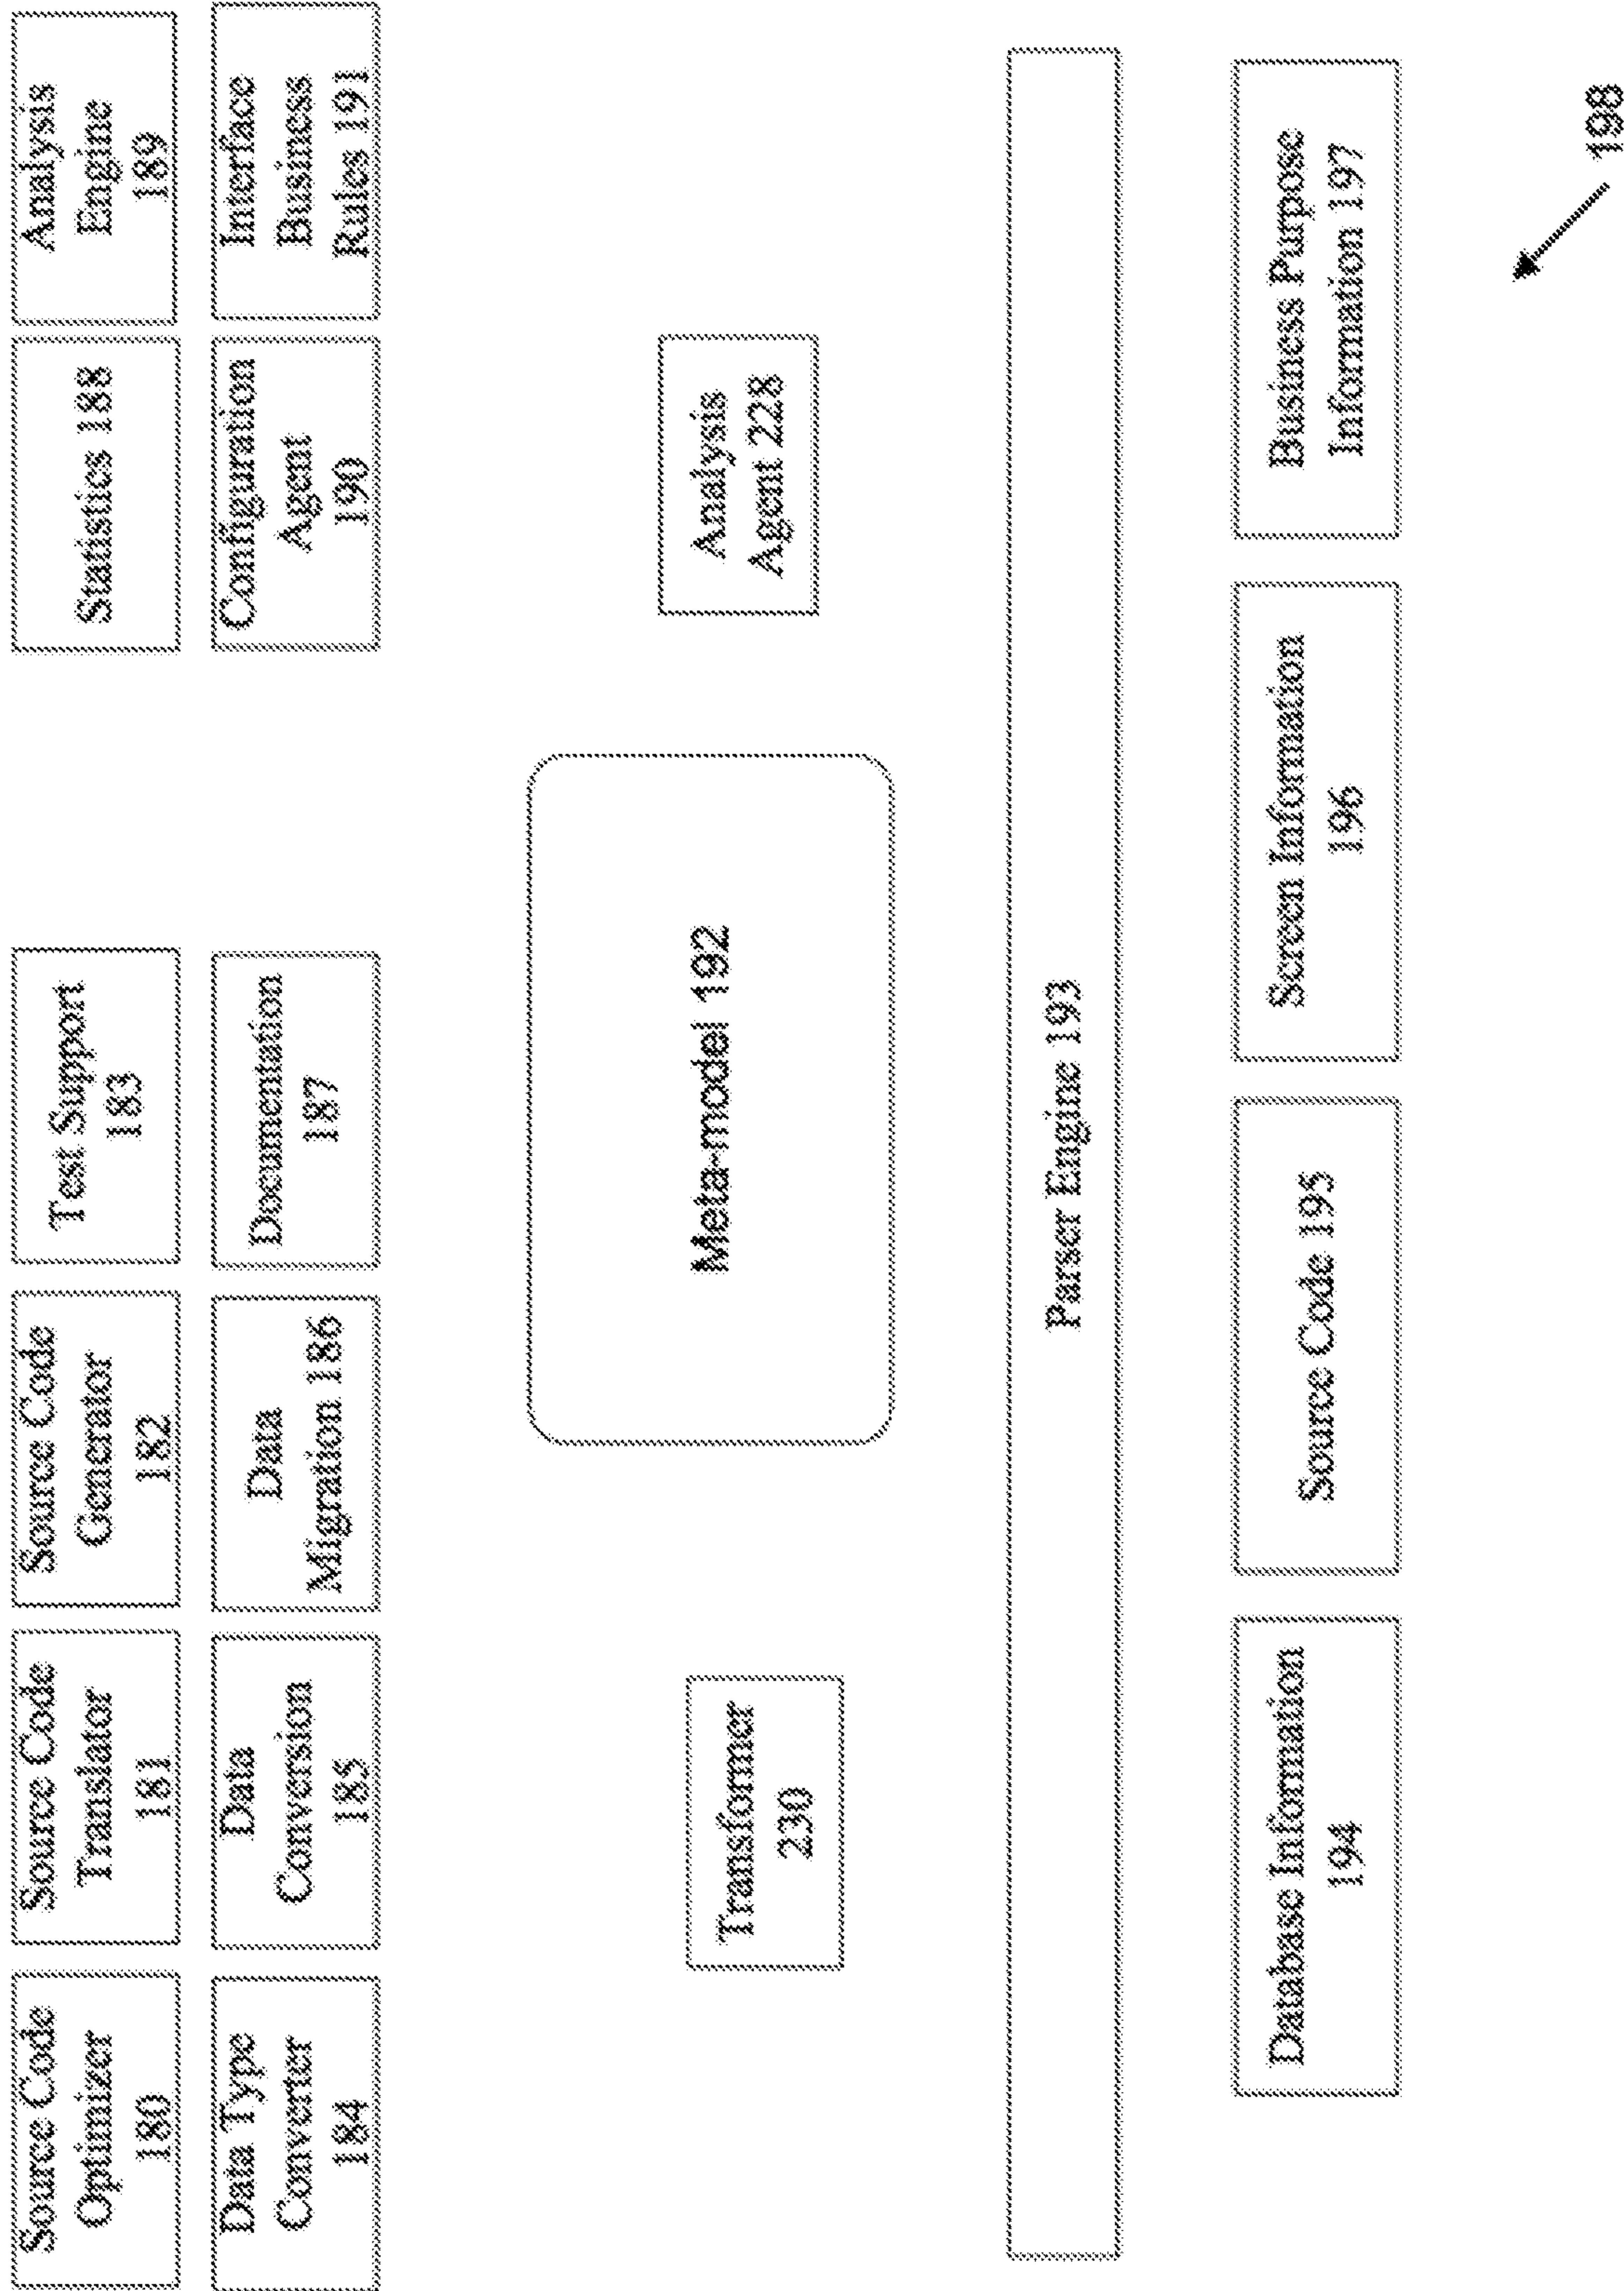 Source Code
Optimizer
180
Source Code
Translator
181
Source Code
Generator
182
Test Support
183
Statistics 188
Analysis
Engine
189
Data Type
Converter
184
Data
Conversion
185
Data
Migration 186
Documentation
187
Configuration
Agent
190
Interface
Business
Rules 191
Transformer
230
Meta-model 192
Analysis
Agent 228
Parser Engine 193
Database Information
194
Source Code 195
Screen Information
196
Business Purpose
Information 197
198